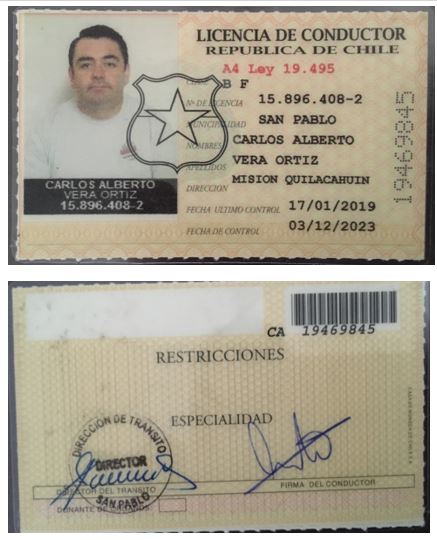 LICENCIA DE CONDUCTOR
REPUBLICA DE CHILE
A4 Ley 19.495
CLASE B F
Nº DE LICENCIA 15.896.408-2
MUNICIPALIDAD SAN PABLO
NOMBRES CARLOS ALBERTO
APELLIDOS VERA ORTIZ
DIRECCION MISION QUILACAHUIN
FECHA ULTIMO CONTROL 17/01/2019
FECHA DE CONTROL 03/12/2023
19469845
CARLOS ALBERTO
VERA ORTIZ
15.896.408-2
CA 19469845
RESTRICCIONES
ESPECIALIDAD
DIRECCION DE TRANSITO
DIRECTOR
SAN PABLO
DIRECTOR DEL TRANSITO
FIRMA DEL CONDUCTOR
DONANTE DE